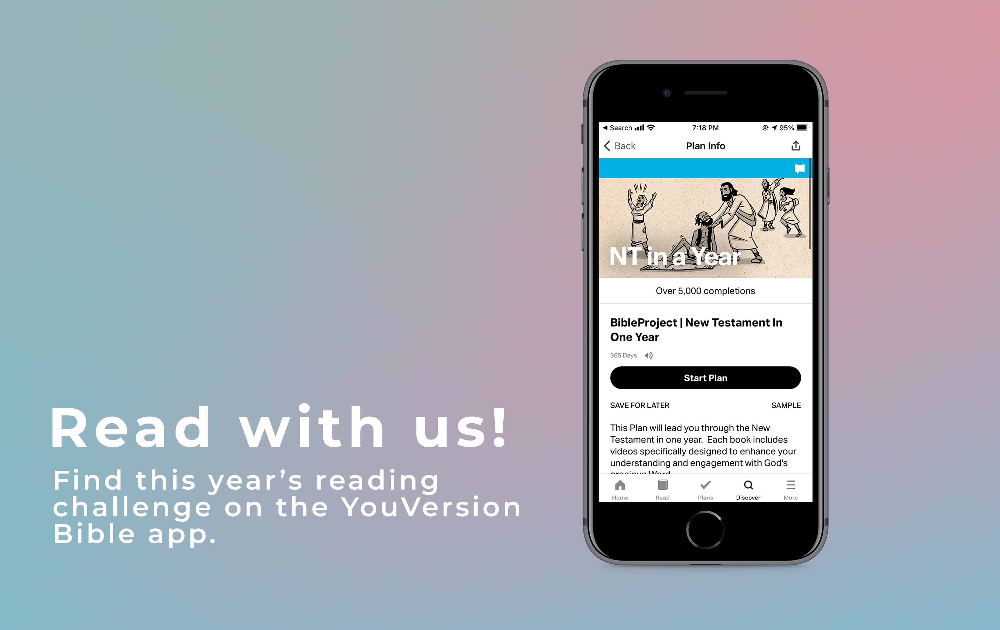 Read with us!
Find this year’s reading
challenge on the YouVersion
Bible app.
Search
7:18 PM
95%
Back
Plan Info
NT in a Year
Over 5,000 completions
BibleProject | New Testament In
One Year
365 Days
Start Plan
SAVE FOR LATER
SAMPLE
This Plan will lead you through the New
Testament in one year.  Each book includes
videos specifically designed to enhance your
understanding and engagement with God's
precious Word
Home
Read
Plans
Discover
More